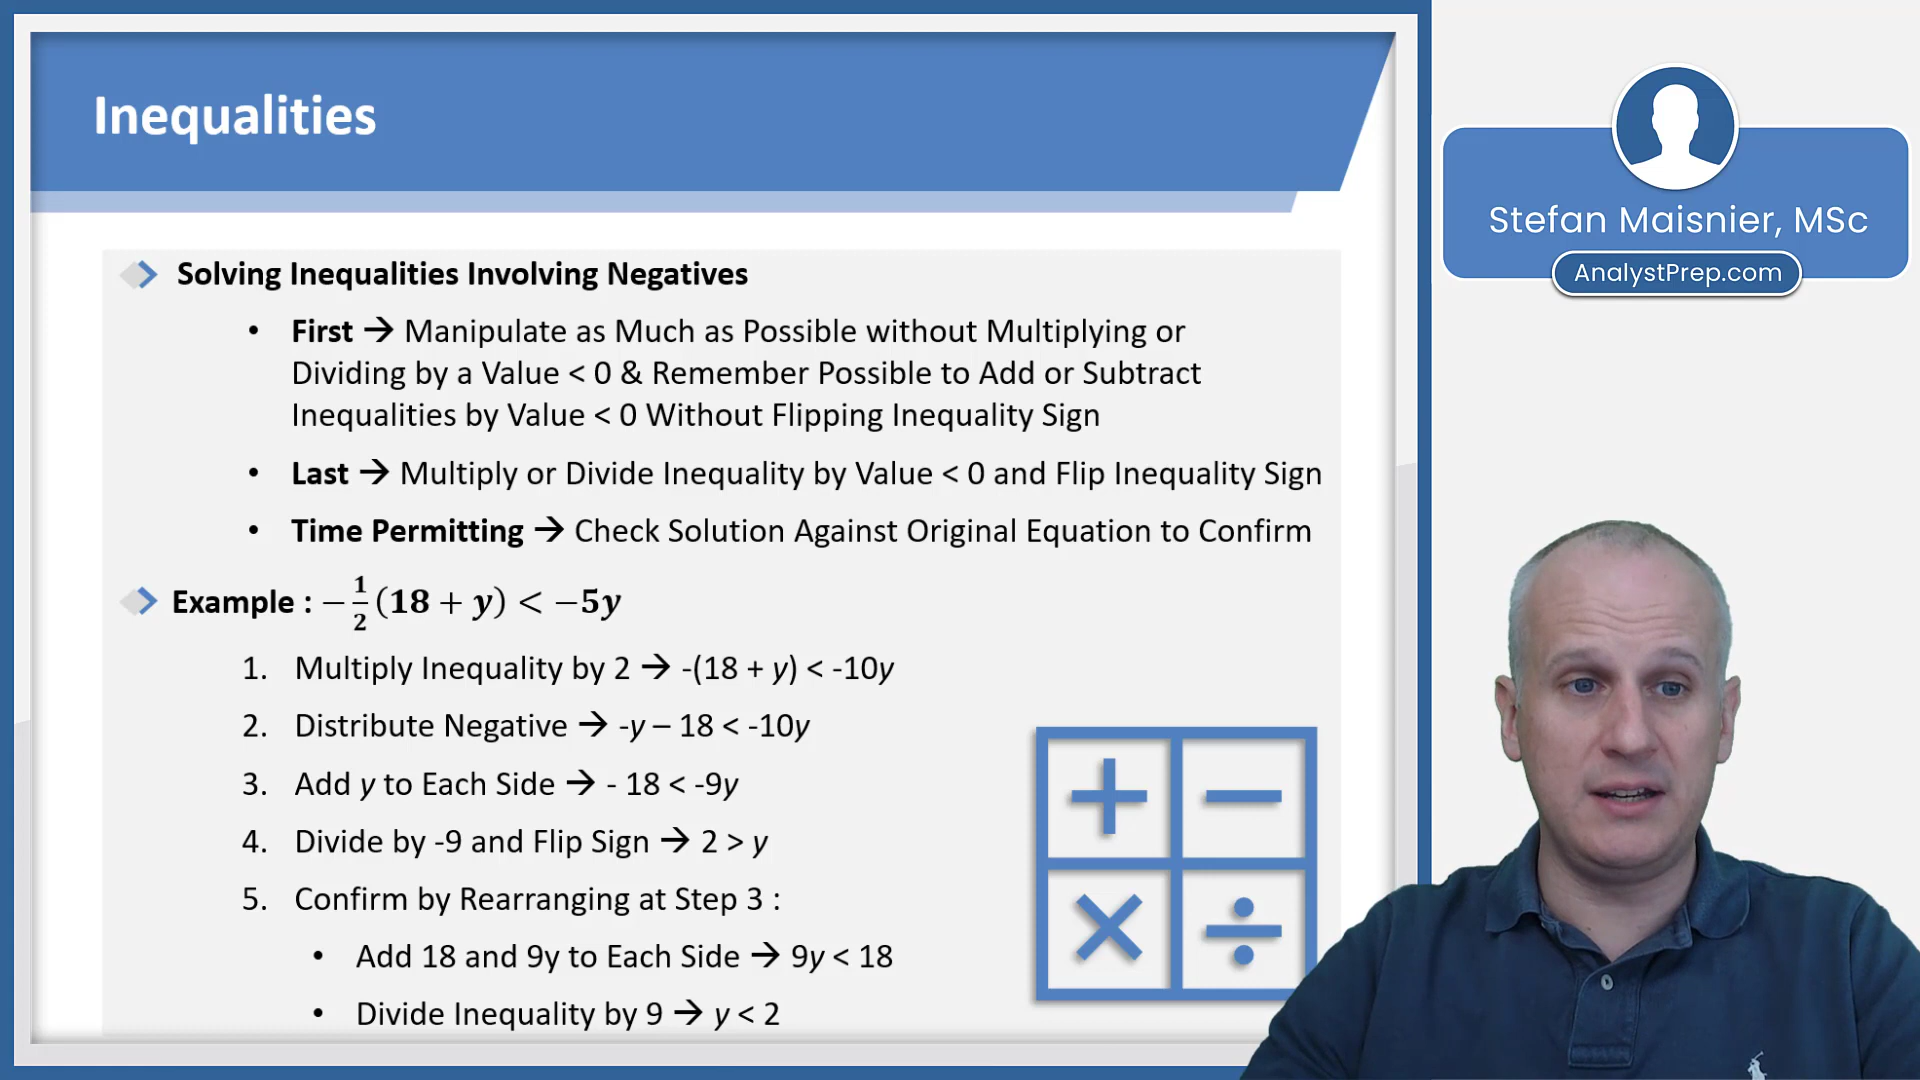 Inequalities
Solving Inequalities Involving Negatives
• First → Manipulate as Much as Possible without Multiplying or
Dividing by a Value < 0 & Remember Possible to Add or Subtract
Inequalities by Value < 0 Without Flipping Inequality Sign
• Last → Multiply or Divide Inequality by Value < 0 and Flip Inequality Sign
• Time Permitting → Check Solution Against Original Equation to Confirm
Example : −1/2(18 + y) < −5y
1. Multiply Inequality by 2 → -(18 + y) < -10y
2. Distribute Negative → -y – 18 < -10y
3. Add y to Each Side → - 18 < -9y
4. Divide by -9 and Flip Sign → 2 > y
5. Confirm by Rearranging at Step 3 :
• Add 18 and 9y to Each Side → 9y < 18
• Divide Inequality by 9 → y < 2
Stefan Maisnier, MSc
AnalystPrep.com